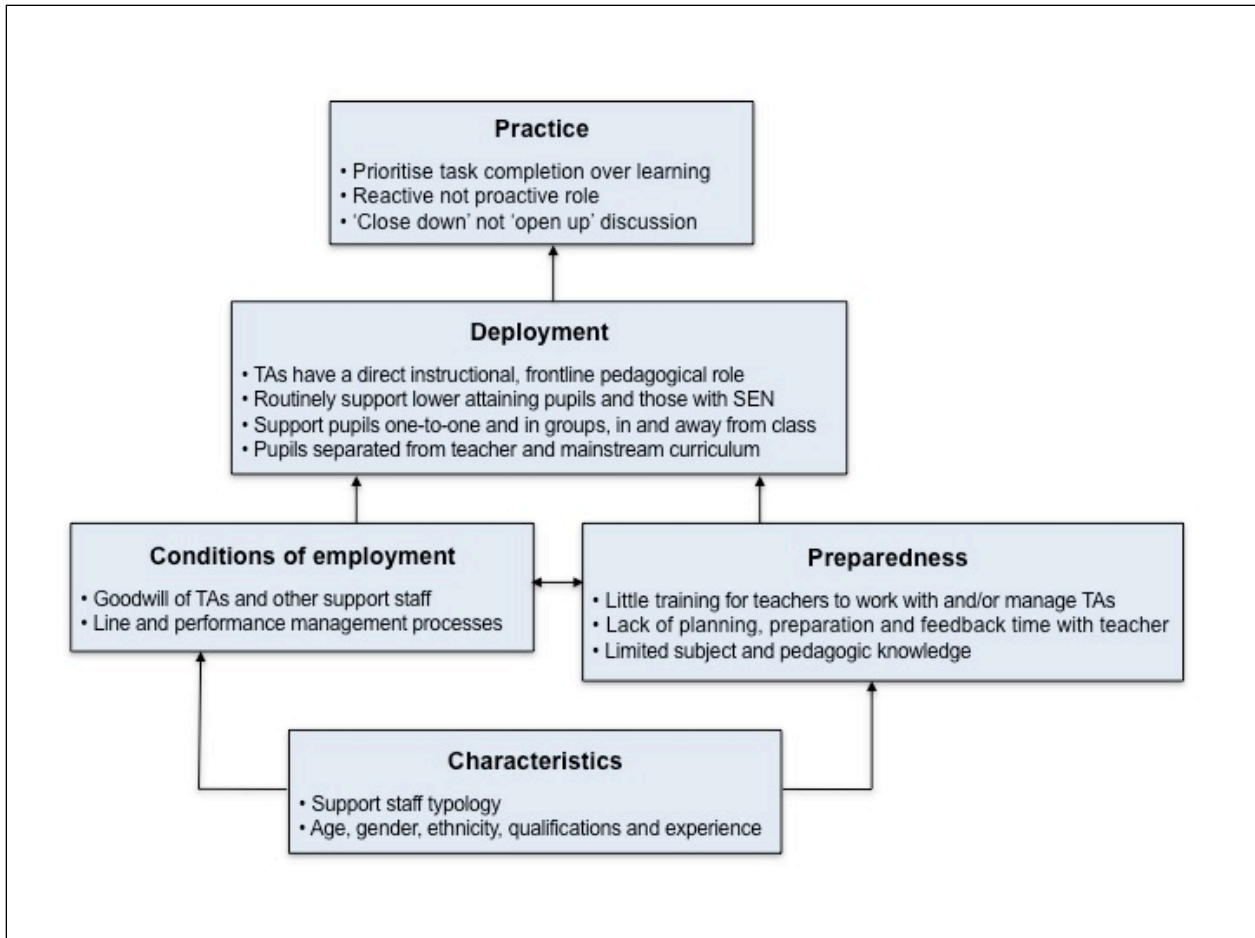 Practice
• Prioritise task completion over learning
• Reactive not proactive role
• ‘Close down’ not ‘open up’ discussion
Deployment
• TAs have a direct instructional, frontline pedagogical role
• Routinely support lower attaining pupils and those with SEN
• Support pupils one-to-one and in groups, in and away from class
• Pupils separated from teacher and mainstream curriculum
Conditions of employment
• Goodwill of TAs and other support staff
• Line and performance management processes
Preparedness
• Little training for teachers to work with and/or manage TAs
• Lack of planning, preparation and feedback time with teacher
• Limited subject and pedagogic knowledge
Characteristics
• Support staff typology
• Age, gender, ethnicity, qualifications and experience